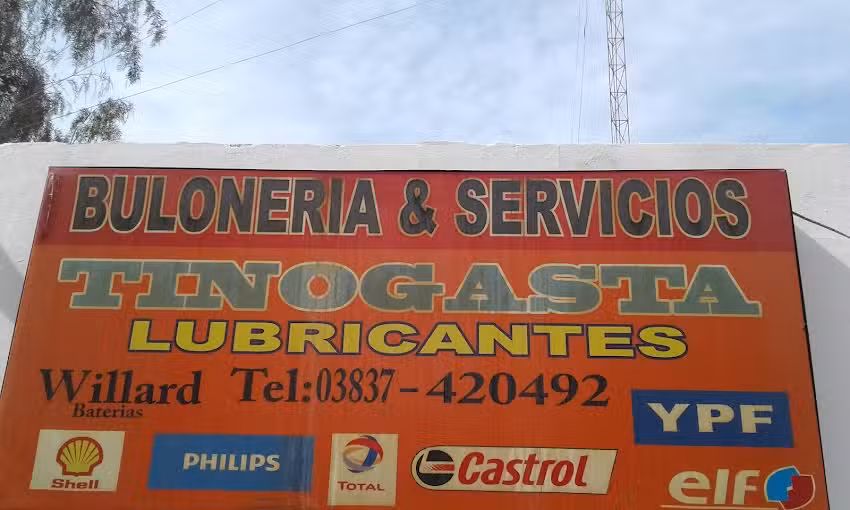 BULONERIA & SERVICIOS
TINOGASTA
LUBRICANTES
Willard Tel:03837-420492
Baterias
YPF
Shell
PHILIPS
TOTAL
Castrol
elf